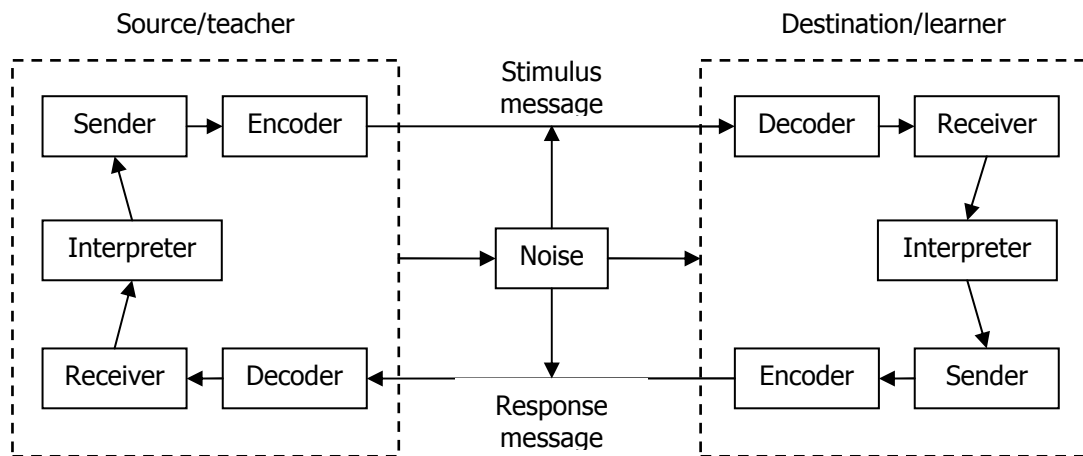 Source/teacher
Destination/learner
Stimulus
message
Sender
Encoder
Decoder
Receiver
Interpreter
Noise
Interpreter
Receiver
Decoder
Encoder
Sender
Response
message